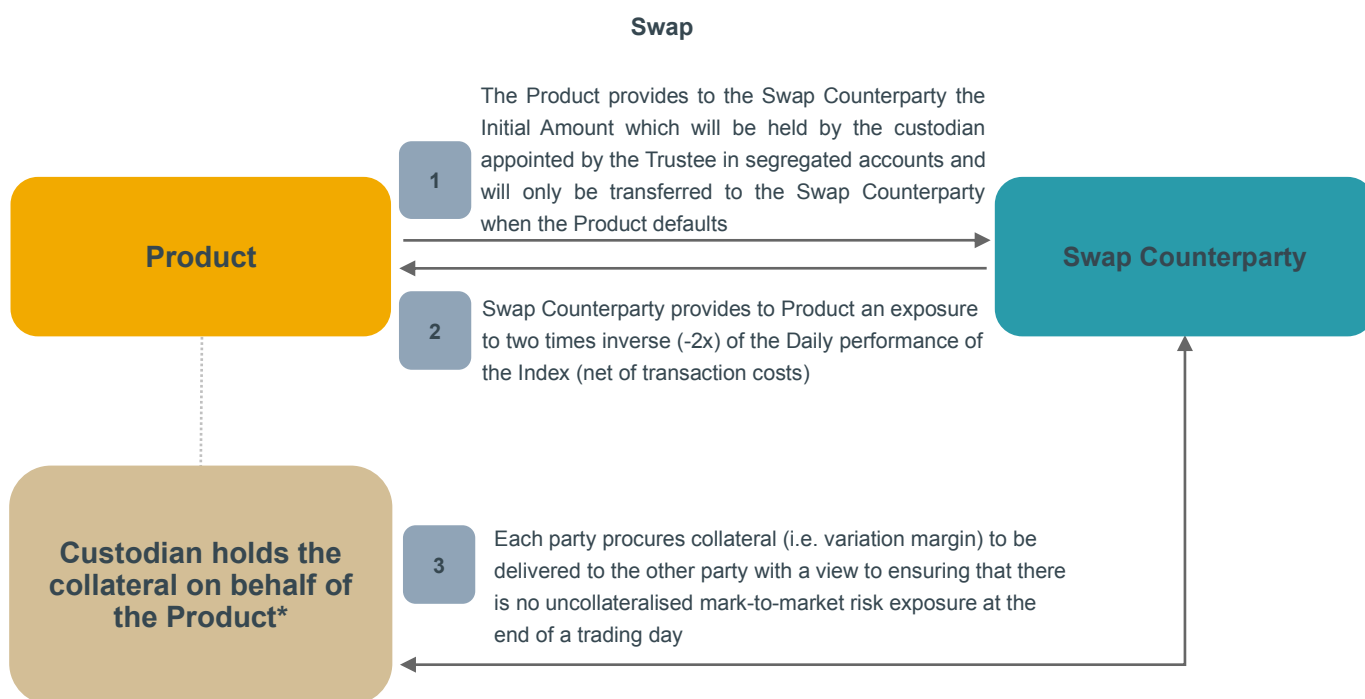 Swap
The Product provides to the Swap Counterparty the
Initial Amount which will be held by the custodian
appointed by the Trustee in segregated accounts and
will only be transferred to the Swap Counterparty
when the Product defaults
1
Product
Swap Counterparty
2
Swap Counterparty provides to Product an exposure
to two times inverse (-2x) of the Daily performance of
the Index (net of transaction costs)
Custodian holds the
collateral on behalf of
the Product*
3
Each party procures collateral (i.e. variation margin) to be
delivered to the other party with a view to ensuring that there
is no uncollateralised mark-to-market risk exposure at the
end of a trading day